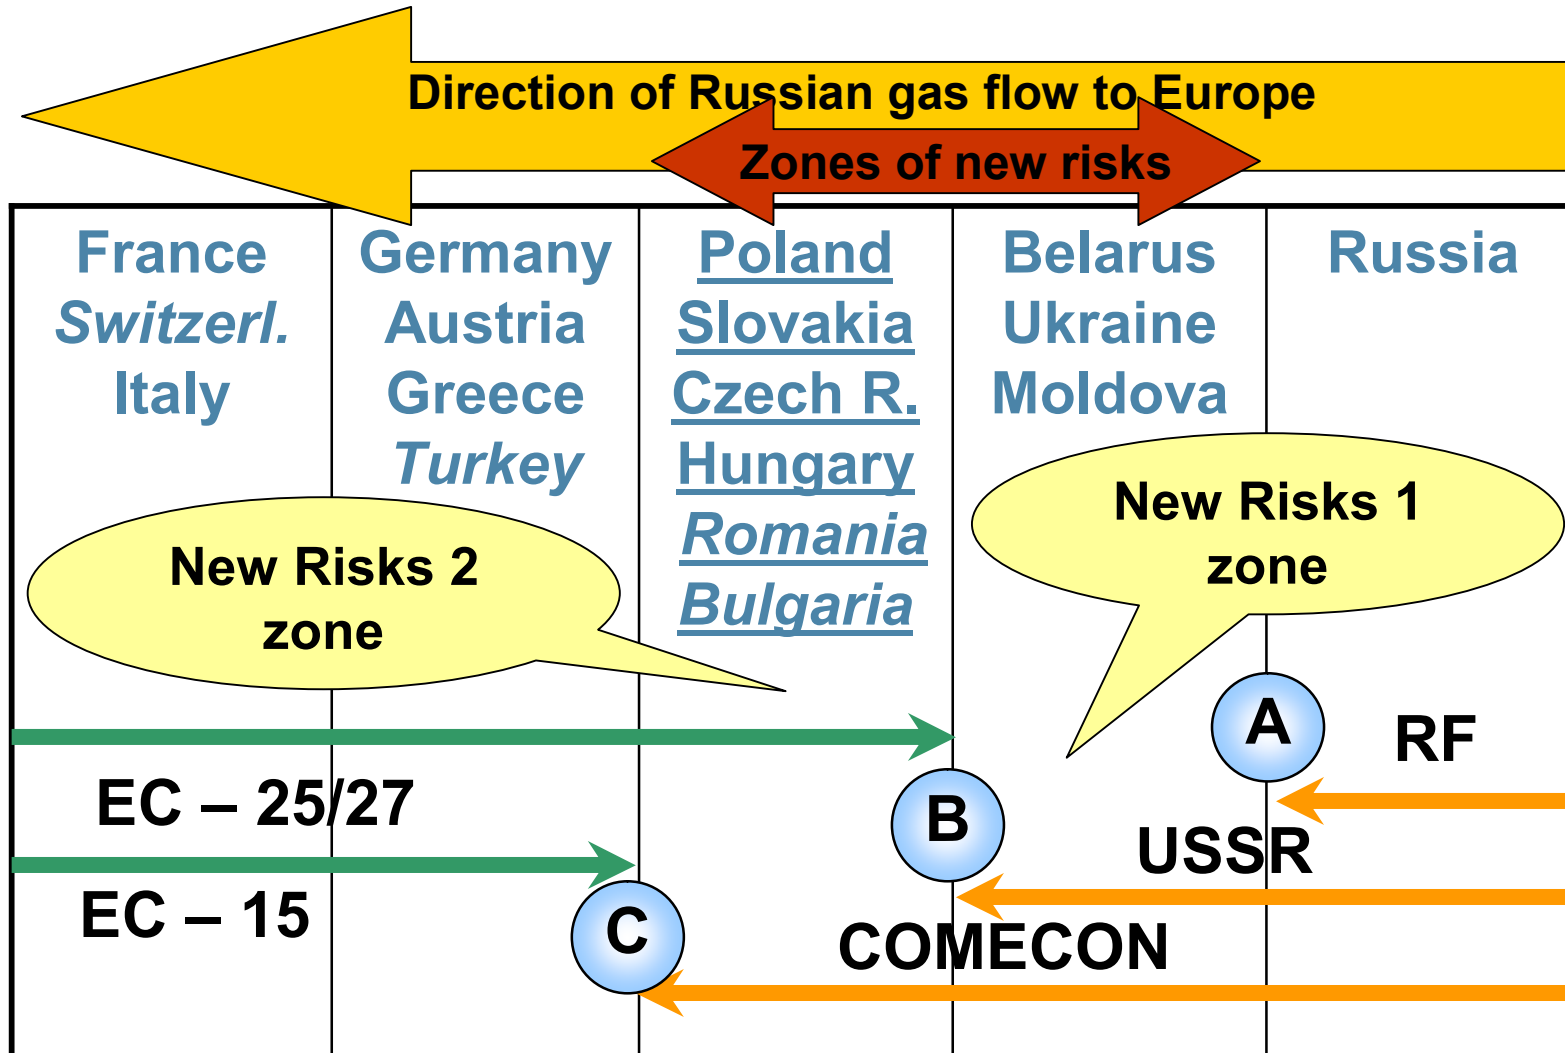 Direction of Russian gas flow to Europe
Zones of new risks
France
Switzerl.
Italy
Germany
Austria
Greece
Turkey
Poland
Slovakia
Czech R.
Hungary
Romania
Bulgaria
Belarus
Ukraine
Moldova
Russia
New Risks 2
zone
New Risks 1
zone
A
RF
EC – 25/27
B
USSR
EC – 15
C
COMECON